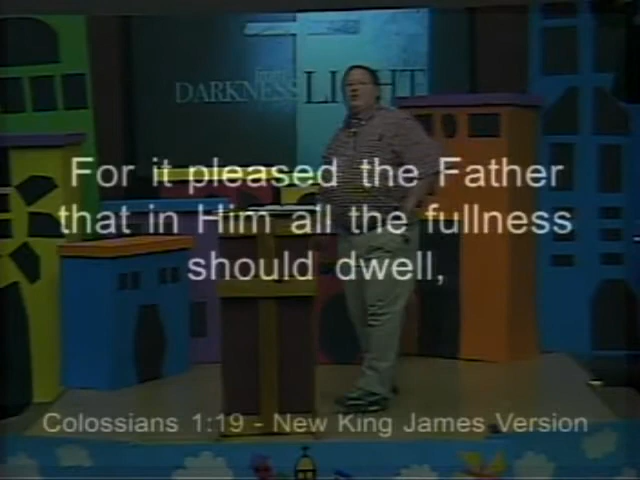 from
DARKNESS LIGHT
For it pleased the Father
that in Him all the fullness
should dwell,
Colossians 1:19 - New King James Version